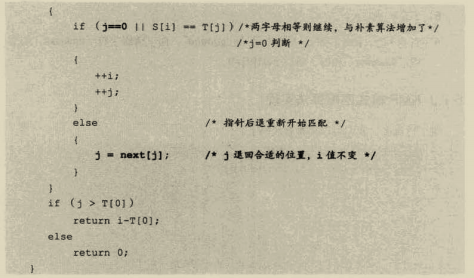 {
if (j==0 || S[i] == T[j])/*两字母相等则继续，与朴素算法增加了*/
/*j=0 判断 */
{
++i;
++j;
}
else /* 指针后退重新开始匹配 */
{
j = next[j]; /* j 退回合适的位置，i 值不变 */
}
}
if (j > T[0])
return i-T[0];
else
return 0;
}